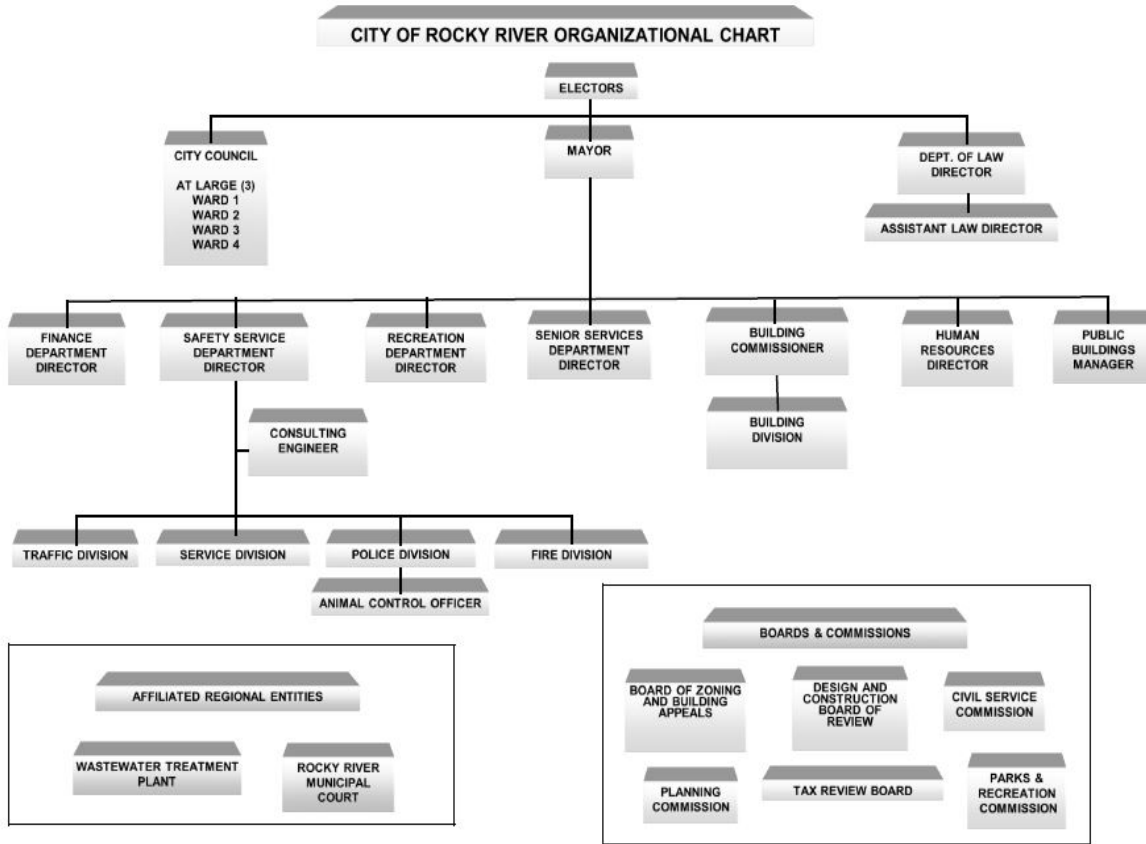 CITY OF ROCKY RIVER ORGANIZATIONAL CHART
ELECTORS
CITY COUNCIL
AT LARGE (3)
WARD 1
WARD 2
WARD 3
WARD 4
MAYOR
DEPT. OF LAW
DIRECTOR
ASSISTANT LAW DIRECTOR
FINANCE
DEPARTMENT
DIRECTOR
SAFETY SERVICE
DEPARTMENT
DIRECTOR
RECREATION
DEPARTMENT
DIRECTOR
SENIOR SERVICES
DEPARTMENT
DIRECTOR
BUILDING
COMMISSIONER
HUMAN
RESOURCES
DIRECTOR
PUBLIC
BUILDINGS
MANAGER
CONSULTING
ENGINEER
BUILDING
DIVISION
TRAFFIC DIVISION
SERVICE DIVISION
POLICE DIVISION
FIRE DIVISION
ANIMAL CONTROL OFFICER
AFFILIATED REGIONAL ENTITIES
WASTEWATER TREATMENT
PLANT
ROCKY RIVER
MUNICIPAL
COURT
BOARDS & COMMISSIONS
BOARD OF ZONING
AND BUILDING
APPEALS
DESIGN AND
CONSTRUCTION
BOARD OF
REVIEW
CIVIL SERVICE
COMMISSION
PLANNING
COMMISSION
TAX REVIEW BOARD
PARKS &
RECREATION
COMMISSION